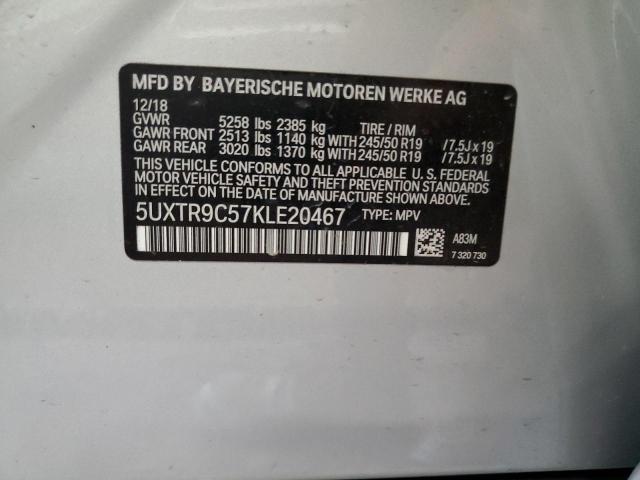 MFD BY BAYERISCHE MOTOREN WERKE AG
12/18
GVWR 5258 lbs 2385 kg TIRE / RIM
GAWR FRONT 2513 lbs 1140 kg WITH 245/50 R19 /7.5J x 19
GAWR REAR 3020 lbs 1370 kg WITH 245/50 R19 /7.5J x 19
THIS VEHICLE CONFORMS TO ALL APPLICABLE U. S. FEDERAL
MOTOR VEHICLE SAFETY AND THEFT PREVENTION
STANDARDS IN EFFECT ON THE DATE OF MANUFACTURE SHOWN ABOVE.
5UXTR9C57KLE20467 TYPE: MPV
A83M
7 320 730